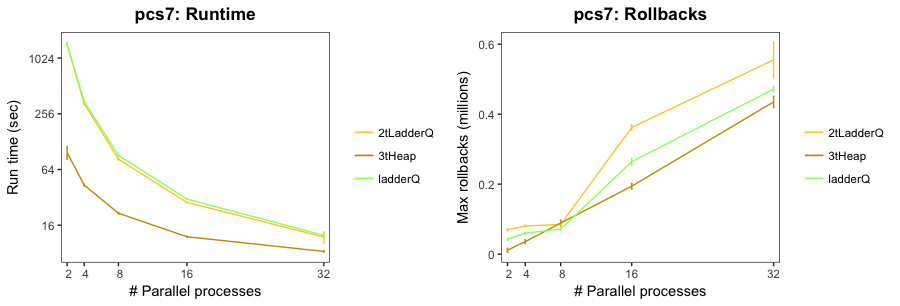 pcs7: Runtime
Run time (sec)
1024
256
64
16
2 4 8 16 32
# Parallel processes
2tLadderQ
3tHeap
ladderQ
pcs7: Rollbacks
Max rollbacks (millions)
0.6
0.4
0.2
0
2 4 8 16 32
# Parallel processes
2tLadderQ
3tHeap
ladderQ